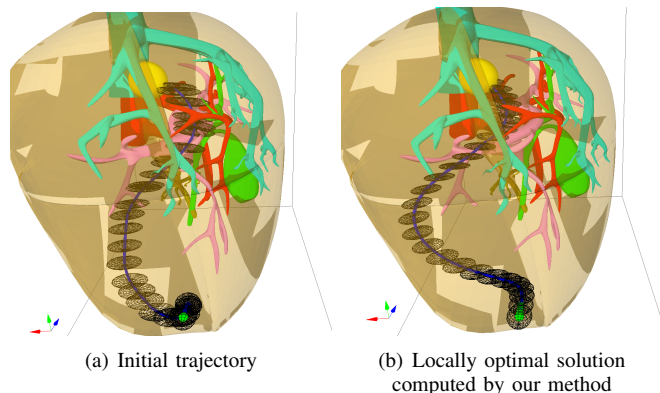 (a) Initial trajectory
(b) Locally optimal solution
computed by our method